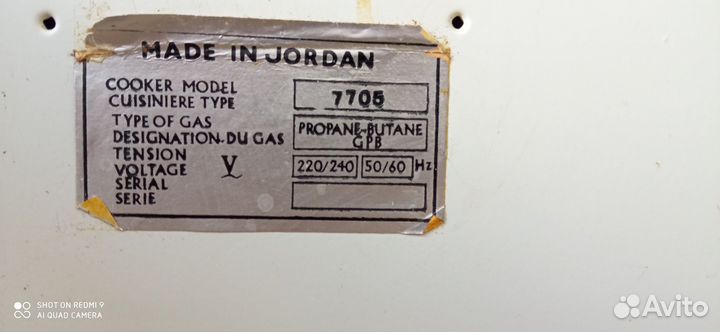 MADE IN JORDAN
COOKER MODEL
CUISINIERE TYPE 7705
TYPE OF GAS PROPANE-BUTANE
DESIGNATION-DU GAS GPB
TENSION
VOLTAGE V 220/240 50/60 Hz
SERIAL
SERIE
SHOT ON REDMI 9
AI QUAD CAMERA
Avito